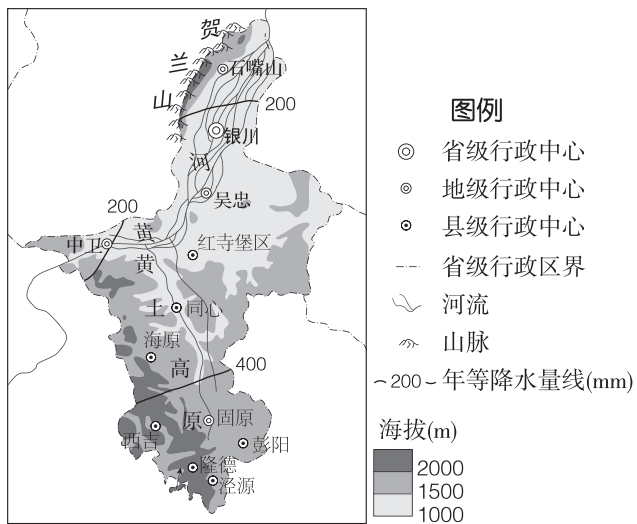 贺
兰
山
石嘴山
200
银川
河
吴忠
200
黄
中卫
红寺堡区
黄
土
同心
海原
高
400
原
固原
西吉
彭阳
隆德
泾源
图例
省级行政中心
地级行政中心
县级行政中心
省级行政区界
河流
山脉
200 年等降水量线(mm)
海拔(m)
2000
1500
1000